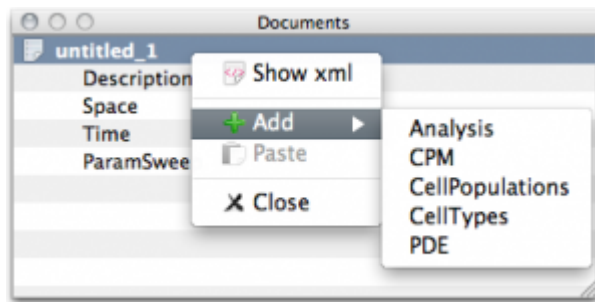 Documents
untitled_1
Description
Space
Time
ParamSwee
Show xml
Add
Paste
Close
Analysis
CPM
CellPopulations
CellTypes
PDE